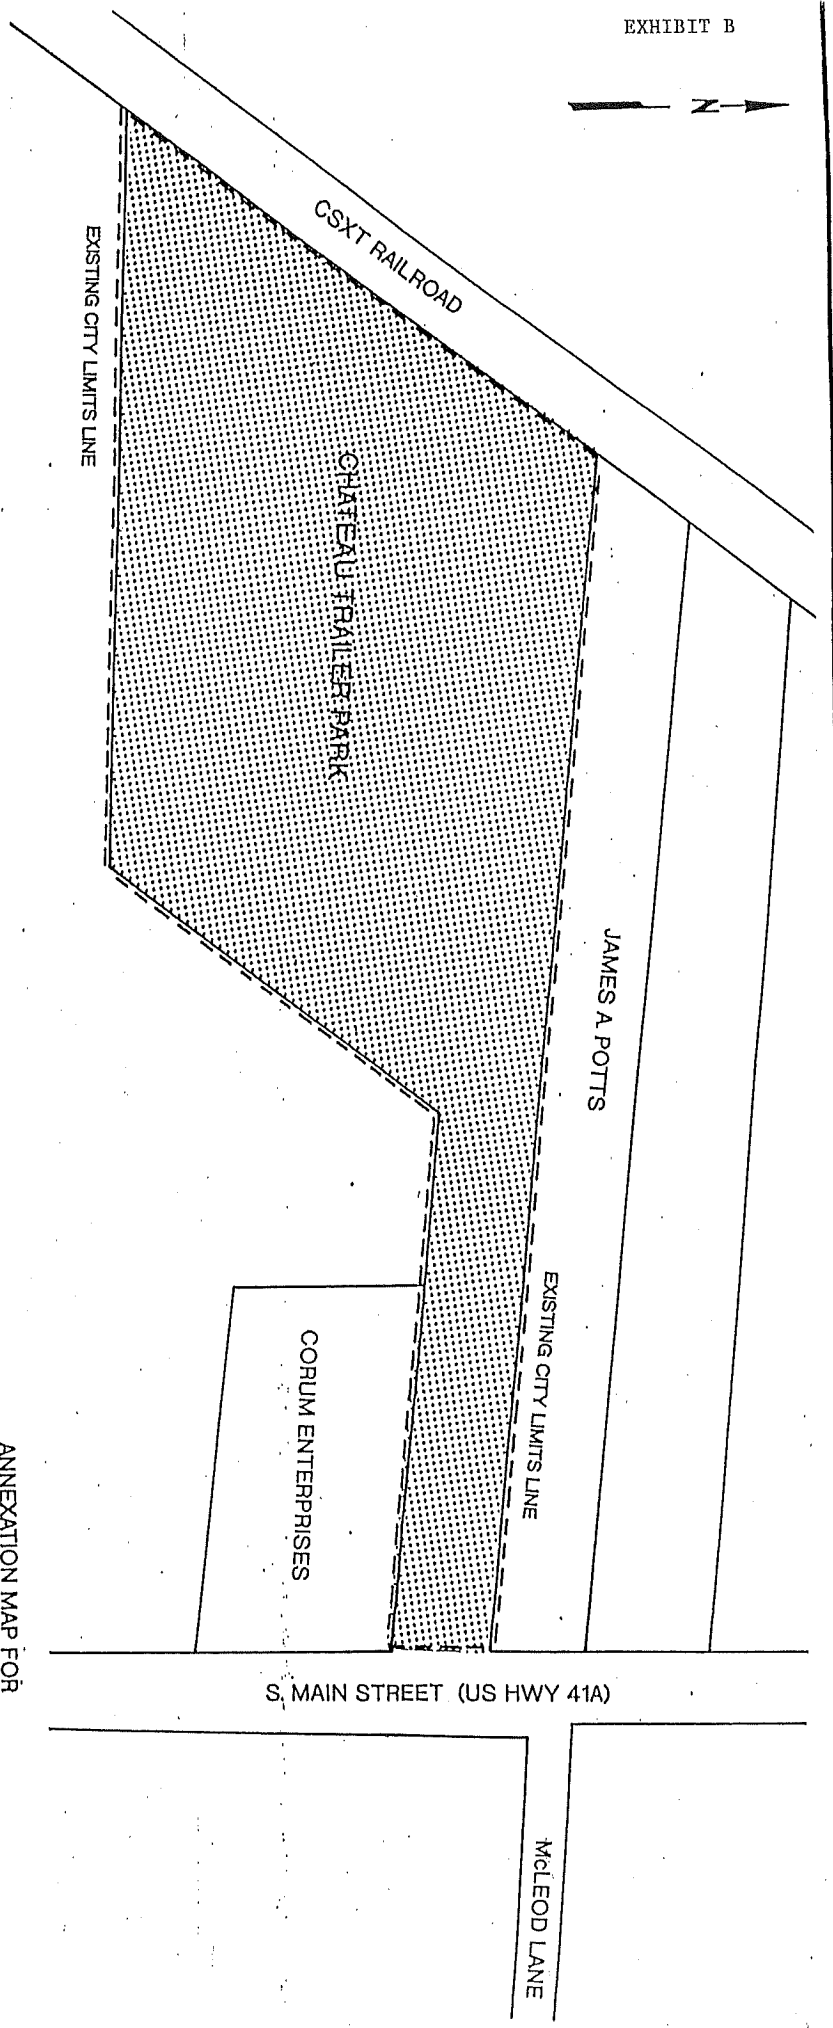 EXHIBIT B
N
CSXT RAILROAD
EXISTING CITY LIMITS LINE
CHATEAU TRAILER PARK
JAMES A. POTTS
EXISTING CITY LIMITS LINE
CORUM ENTERPRISES
ANNEXATION MAP FOR
S. MAIN STREET (US HWY 41A)
McLEOD LANE